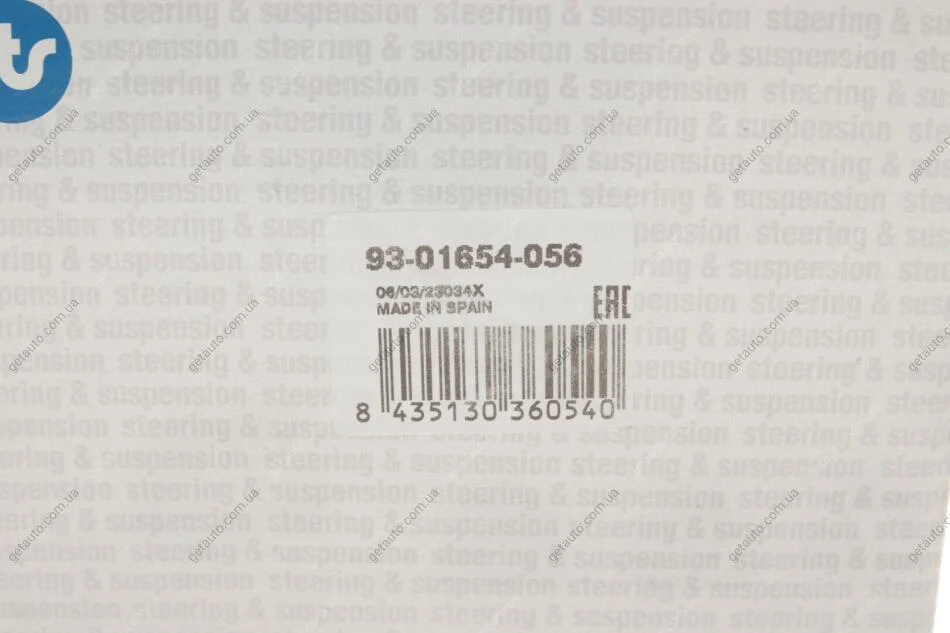 ts
steering & suspension steering & suspension steering & suspension
93-01654-056
06/03/23034X
MADE IN SPAIN
EAC
8 435130 360540
getauto.com.ua